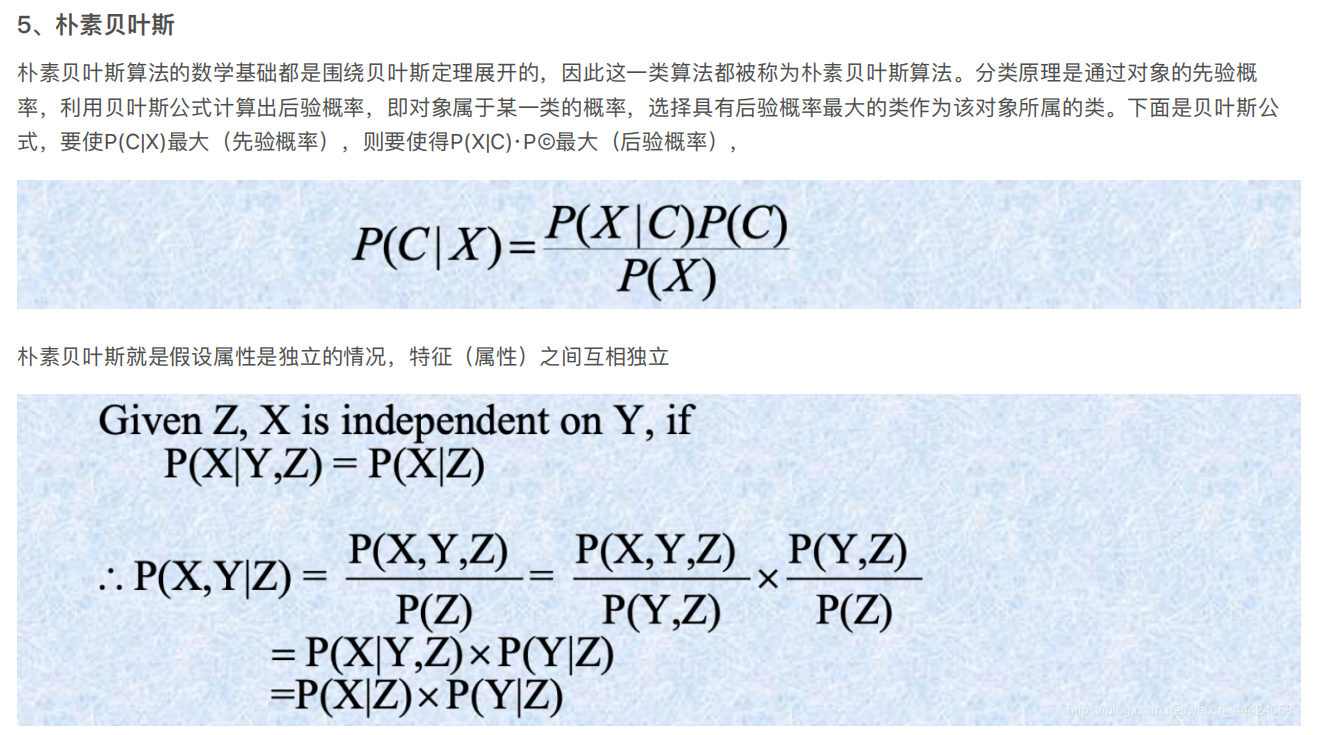 5、朴素贝叶斯
朴素贝叶斯算法的数学基础都是围绕贝叶斯定理展开的，因此这一类算法都被称为朴素贝叶斯算法。分类原理是通过对象的先验概
率，利用贝叶斯公式计算出后验概率，即对象属于某一类的概率，选择具有后验概率最大的类作为该对象所属的类。下面是贝叶斯公
式，要使P(C|X)最大（先验概率），则要使得P(X|C)·P©最大（后验概率），
P(C|X)=P(X|C)P(C)/P(X)
朴素贝叶斯就是假设属性是独立的情况，特征（属性）之间互相独立
Given Z, X is independent on Y, if
P(X|Y,Z) = P(X|Z)
∴ P(X,Y|Z) = P(X,Y,Z)/P(Z) = P(X,Y,Z)/P(Y,Z) × P(Y,Z)/P(Z)
= P(X|Y,Z)×P(Y|Z)
=P(X|Z)×P(Y|Z)